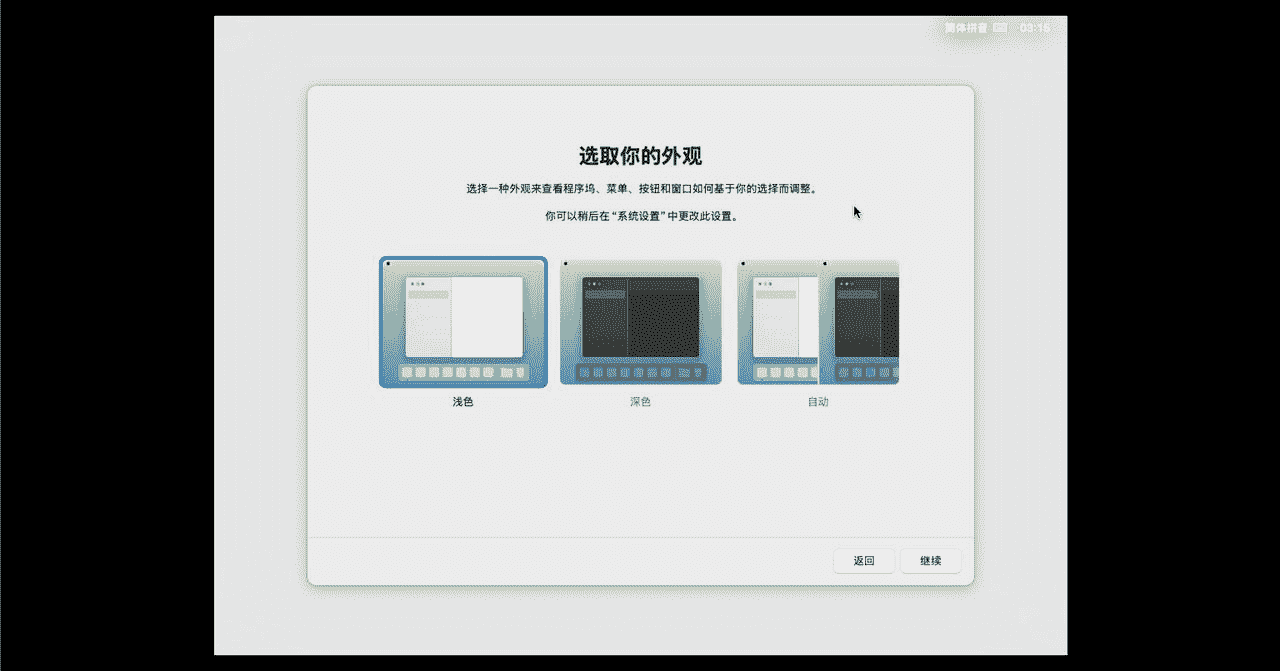 简体拼音 03:15
选取你的外观
选择一种外观来查看程序坞、菜单、按钮和窗口如何基于你的选择而调整。
你可以稍后在“系统设置”中更改此设置。
浅色 深色 自动
返回 继续